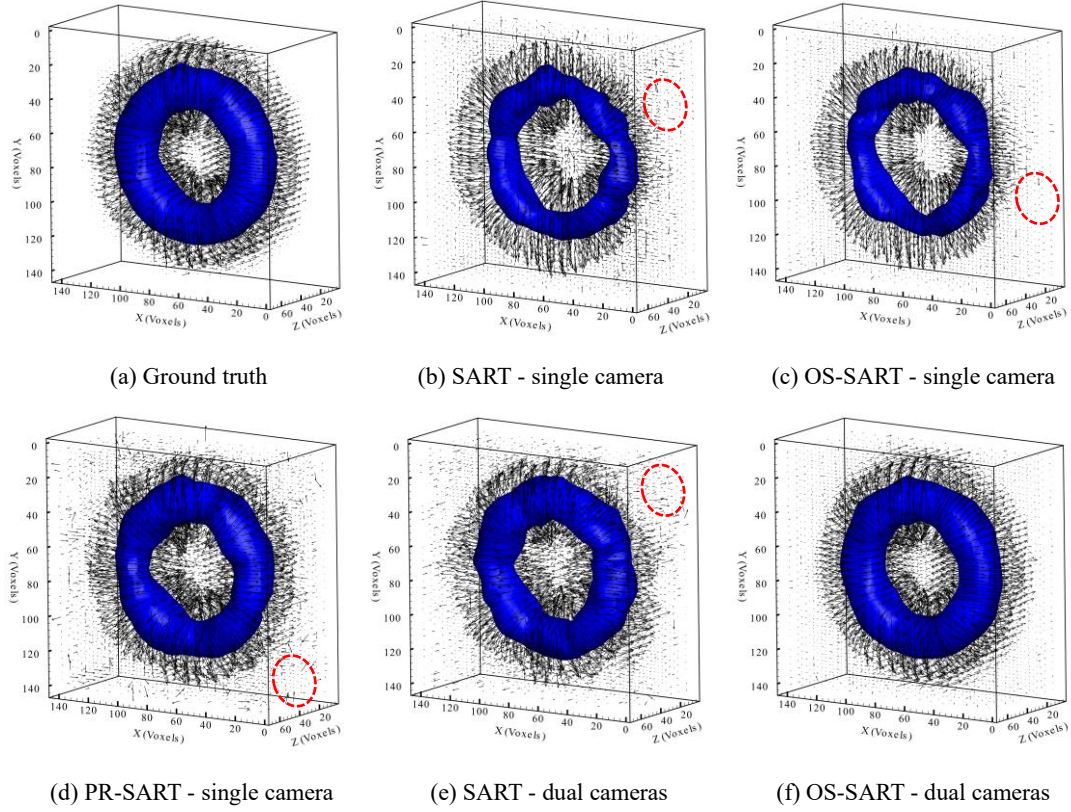 0
20
40
60
80
100
120
140
Y (Voxels)
140 120 100 80 60 40 20 0
X (Voxels)
60 40 20
Z (Voxels)
0
20
40
60
80
100
120
140
Y (Voxels)
140 120 100 80 60 40 20 0
X (Voxels)
60 40 20
Z (Voxels)
0
20
40
60
80
100
120
140
Y (Voxels)
140 120 100 80 60 40 20 0
X (Voxels)
60 40 20
Z (Voxels)
(a) Ground truth
(b) SART - single camera
(c) OS-SART - single camera
0
20
40
60
80
100
120
140
Y (Voxels)
140 120 100 80 60 40 20 0
X (Voxels)
60 40 20
Z (Voxels)
0
20
40
60
80
100
120
140
Y (Voxels)
140 120 100 80 60 40 20 0
X (Voxels)
60 40 20
Z (Voxels)
0
20
40
60
80
100
120
140
Y (Voxels)
140 120 100 80 60 40 20 0
X (Voxels)
60 40 20
Z (Voxels)
(d) PR-SART - single camera
(e) SART - dual cameras
(f) OS-SART - dual cameras